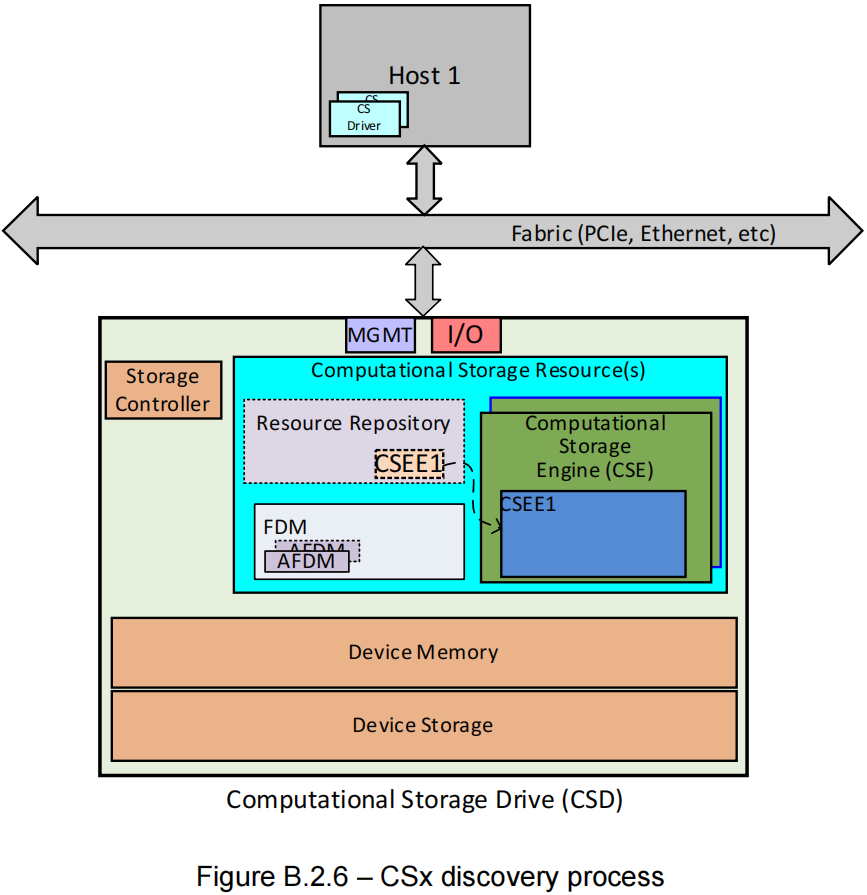 Host 1
CS
CS
Driver
Fabric (PCIe, Ethernet, etc)
MGMT
I/O
Storage
Controller
Computational Storage Resource(s)
Resource Repository
CSEE1
Computational
Storage
Engine (CSE)
CSEE1
FDM
AFDM
AFDM
Device Memory
Device Storage
Computational Storage Drive (CSD)
Figure B.2.6 – CSx discovery process